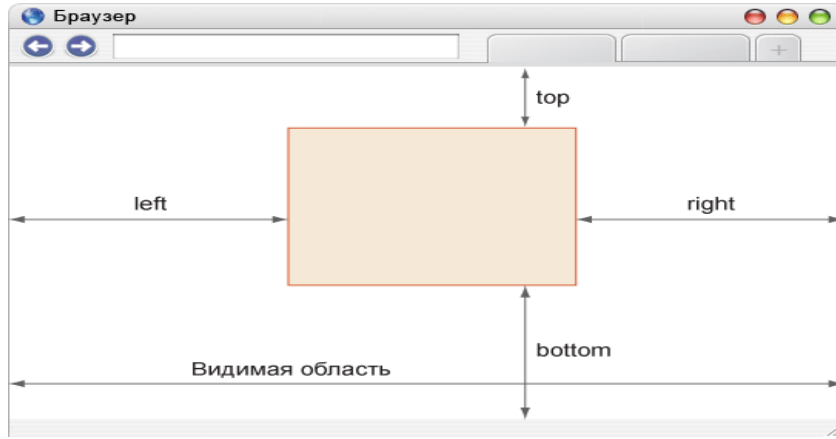 Браузер
+
top
left
right
bottom
Видимая область